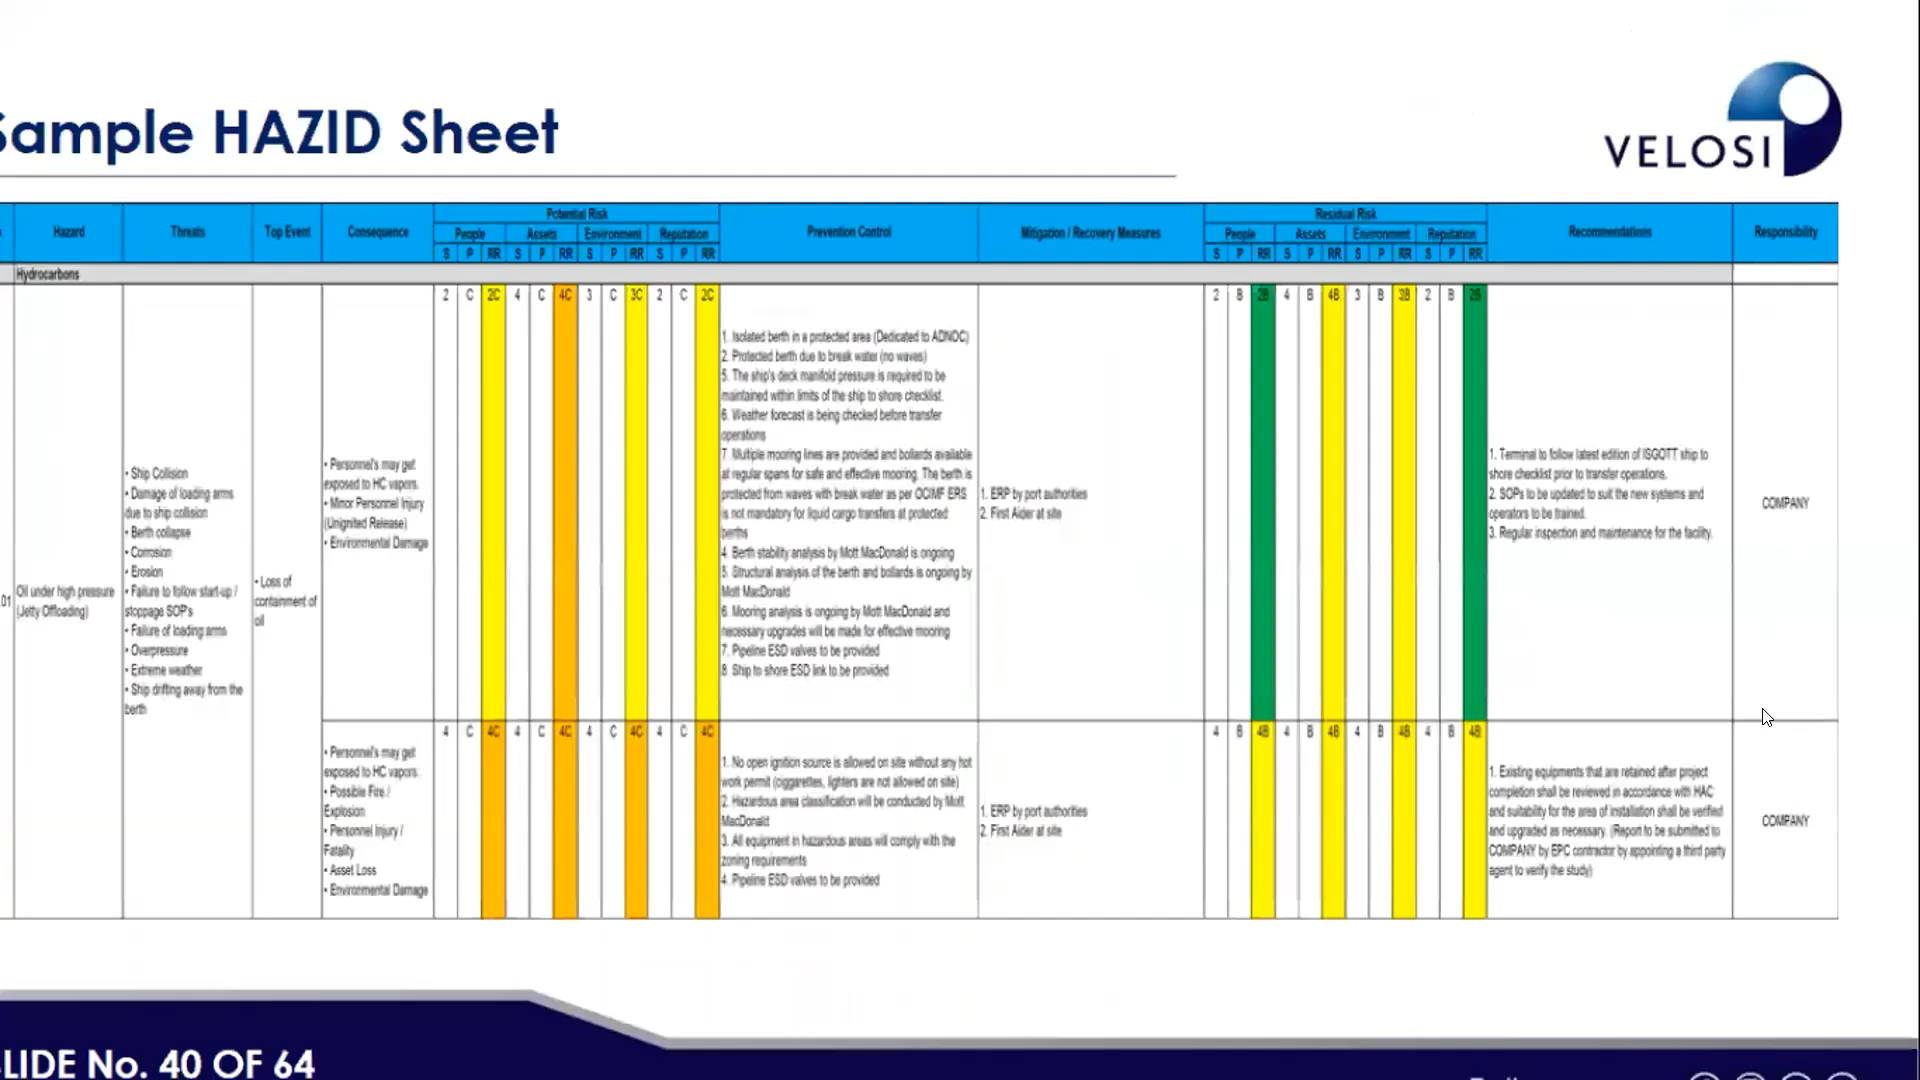 Sample HAZID Sheet
VELOSI
Hazard
Threats
Top Event
Consequence
Potential Risk
People
Assets
Environment
Reputation
S P RR S P RR S P RR S P RR
Prevention Control
Mitigation / Recovery Measures
Residual Risk
People
Assets
Environment
Reputation
S P RR S P RR S P RR S P RR
Recommendations
Responsibility
Hydrocarbons
01
Oil under high pressure
(Jetty Offloading)
• Ship Collision
• Damage of loading arms
due to ship collision
• Berth collapse
• Corrosion
• Erosion
• Failure to follow start-up /
stoppage SOP's
• Failure of loading arms
• Overpressure
• Extreme weather
• Ship drifting away from the
berth
• Loss of
containment of
oil
• Personnel's may get
exposed to HC vapors.
• Minor Personnel Injury
(Unignited Release)
• Environmental Damage
2 C 2C 4 C 4C 3 C 3C 2 C 2C
1. Isolated berth in a protected area (Dedicated to ADNOC)
2. Protected berth due to break water (no waves)
5. The ship's deck manifold pressure is required to be
maintained within limits of the ship to shore checklist.
6. Weather forecast is being checked before transfer
operations
7. Multiple mooring lines are provided and bollards available
at regular spans for safe and effective mooring. The berth is
protected from waves with break water as per OCIMF ERS
is not mandatory for liquid cargo transfers at protected
berths
4. Berth stability analysis by Mott MacDonald is ongoing
5. Structural analysis of the berth and bollards is ongoing by
Mott MacDonald
6. Mooring analysis is ongoing by Mott MacDonald and
necessary upgrades will be made for effective mooring
7. Pipeline ESD valves to be provided
8. Ship to shore ESD link to be provided
1. ERP by port authorities
2. First Aider at site
2 B 2B 4 B 4B 3 B 3B 2 B 2B
1. Terminal to follow latest edition of ISGOTT ship to
shore checklist prior to transfer operations.
2. SOPs to be updated to suit the new systems and
operators to be trained.
3. Regular inspection and maintenance for the facility.
COMPANY
• Personnel's may get
exposed to HC vapors.
• Possible Fire /
Explosion
• Personnel Injury /
Fatality
• Asset Loss
• Environmental Damage
4 C 4C 4 C 4C 4 C 4C 4 C 4C
1. No open ignition source is allowed on site without any hot
work permit (ciggarettes, lighters are not allowed on site)
2. Hazardous area classification will be conducted by Mott
MacDonald
3. All equipment in hazardous areas will comply with the
zoning requirements
4. Pipeline ESD valves to be provided
1. ERP by port authorities
2. First Aider at site
4 B 4B 4 B 4B 4 B 4B 4 B 4B
1. Existing equipments that are retained after project
completion shall be reviewed in accordance with HAC
and suitability for the area of installation shall be verified
and upgraded as necessary. (Report to be submitted to
COMPANY by EPC contractor by appointing a third party
agent to verify the study)
COMPANY
LIDE No. 40 OF 64